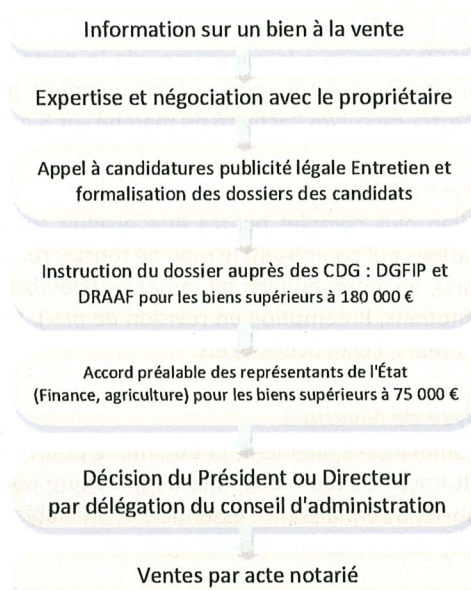 Information sur un bien à la vente
Expertise et négociation avec le propriétaire
Appel à candidatures publicité légale Entretien et
formalisation des dossiers des candidats
Instruction du dossier auprès des CDG : DGFIP et
DRAAF pour les biens supérieurs à 180 000 €
Accord préalable des représentants de l'État
(Finance, agriculture) pour les biens supérieurs à 75 000 €
Décision du Président ou Directeur
par délégation du conseil d'administration
Ventes par acte notarié